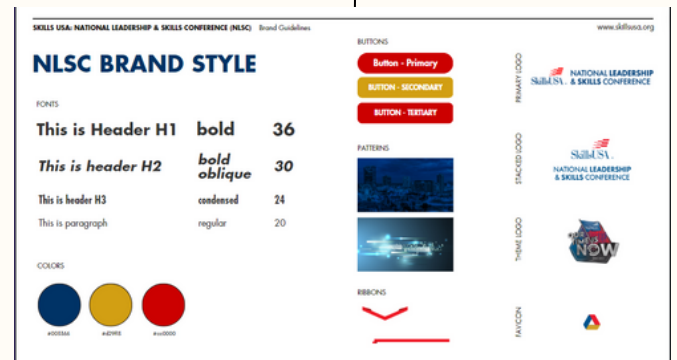 SKILLS USA: NATIONAL LEADERSHIP & SKILLS CONFERENCE (NLSC) Brand Guidelines
www.skillsusa.org
NLSC BRAND STYLE
FONTS
This is Header H1 bold 36
This is header H2 bold oblique 30
This is header H3 condensed 24
This is paragraph regular 20
COLORS
#003366
#cc0000
BUTTONS
Button - Primary
BUTTON - SECONDARY
BUTTON - TERTIARY
PATTERNS
RIBBONS
PRIMARY LOGO
SkillsUSA.
NATIONAL LEADERSHIP
& SKILLS CONFERENCE
STACKED LOGO
SkillsUSA.
NATIONAL LEADERSHIP
& SKILLS CONFERENCE
THEME LOGO
NOW
FAVICON